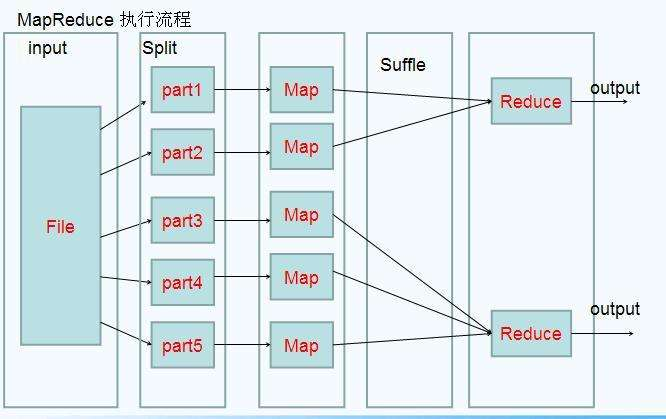 MapReduce 执行流程
input
Split
Suffle
File
part1
part2
part3
part4
part5
Map
Map
Map
Map
Map
Reduce
output
Reduce
output